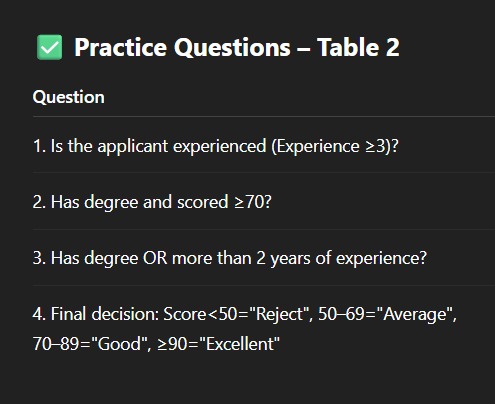 ✅ Practice Questions – Table 2
Question
1. Is the applicant experienced (Experience ≥3)?
2. Has degree and scored ≥70?
3. Has degree OR more than 2 years of experience?
4. Final decision: Score<50="Reject", 50–69="Average",
70–89="Good", ≥90="Excellent"